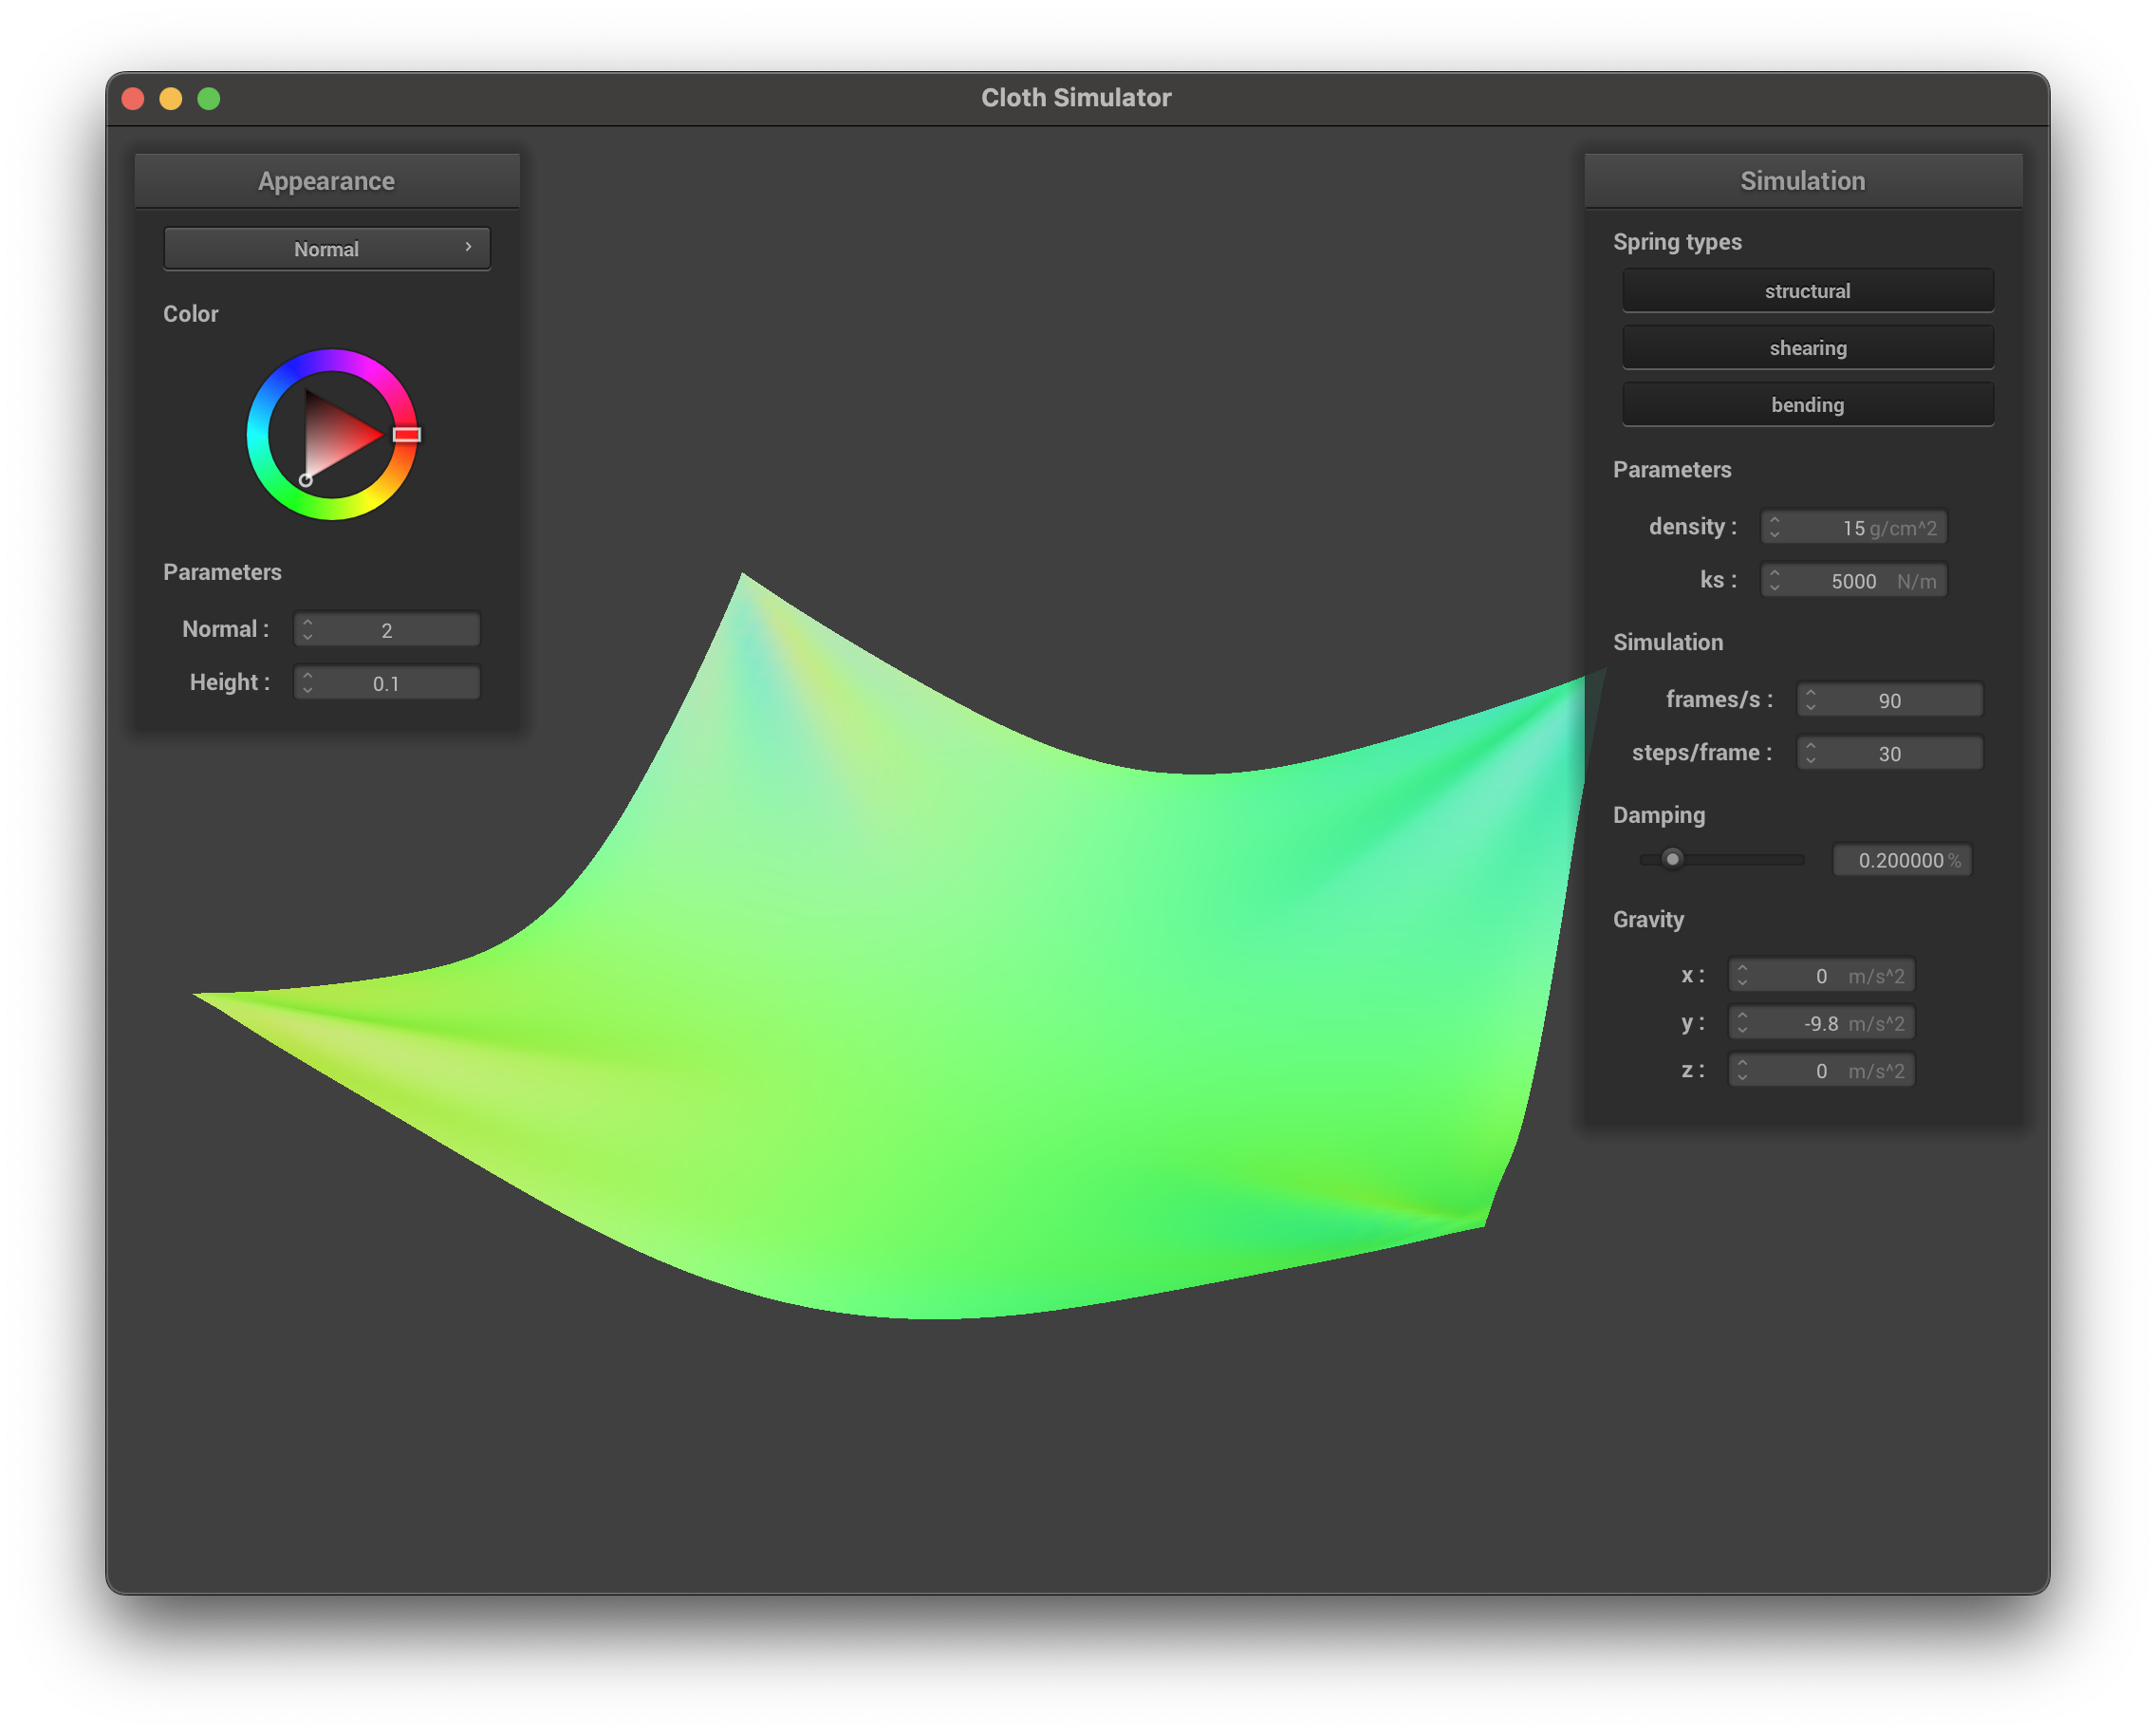 Cloth Simulator
Appearance
Normal
Color
Parameters
Normal : 2
Height : 0.1
Simulation
Spring types
structural
shearing
bending
Parameters
density : 15 g/cm^2
ks : 5000 N/m
Simulation
frames/s : 90
steps/frame : 30
Damping
0.200000 %
Gravity
x : 0 m/s^2
y : -9.8 m/s^2
z : 0 m/s^2